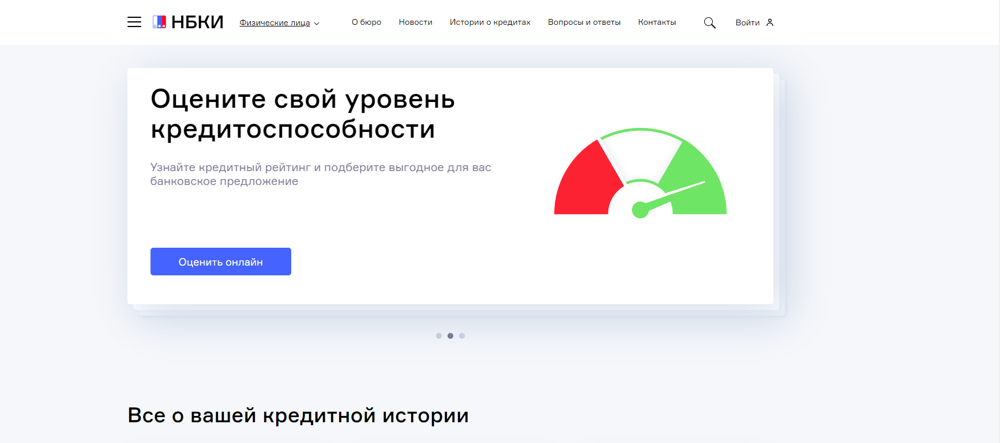 НБКИ
Физические лица
О бюро
Новости
Истории о кредитах
Вопросы и ответы
Контакты
Войти
Оцените свой уровень
кредитоспособности
Узнайте кредитный рейтинг и подберите выгодное для вас
банковское предложение
Оценить онлайн
Все о вашей кредитной истории